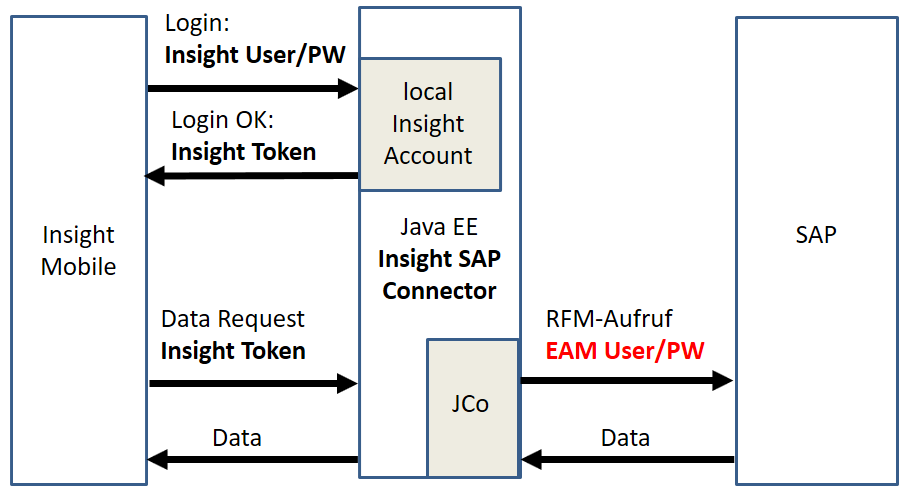 Login:
Insight User/PW
local
Insight
Account
Login OK:
Insight Token
Insight
Mobile
Java EE
Insight SAP
Connector
SAP
Data Request
Insight Token
RFM-Aufruf
EAM User/PW
JCo
Data
Data